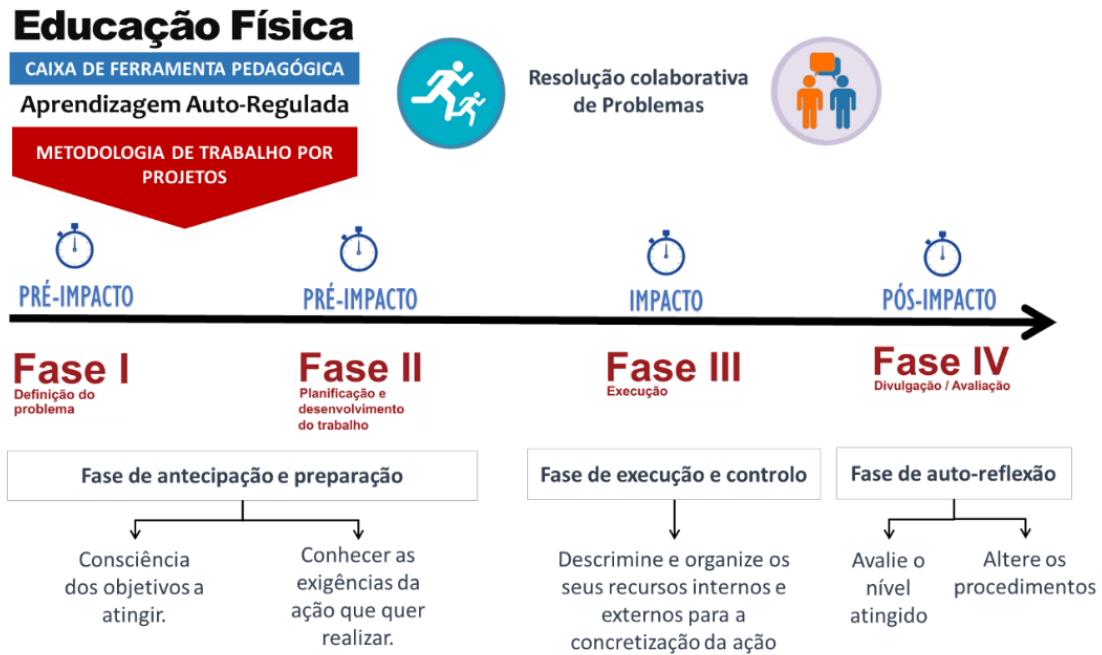 Educação Física
CAIXA DE FERRAMENTA PEDAGÓGICA
Aprendizagem Auto-Regulada
METODOLOGIA DE TRABALHO POR
PROJETOS
Resolução colaborativa
de Problemas
PRÉ-IMPACTO
PRÉ-IMPACTO
IMPACTO
PÓS-IMPACTO
Fase I
Definição do
problema
Fase II
Planificação e
desenvolvimento
do trabalho
Fase III
Execução
Fase IV
Divulgação / Avaliação
Fase de antecipação e preparação
Fase de execução e controlo
Fase de auto-reflexão
Consciência
dos objetivos a
atingir.
Conhecer as
exigências da
ação que quer
realizar.
Descrimine e organize os
seus recursos internos e
externos para a
concretização da ação
Avalie o
nível
atingido
Altere os
procedimentos